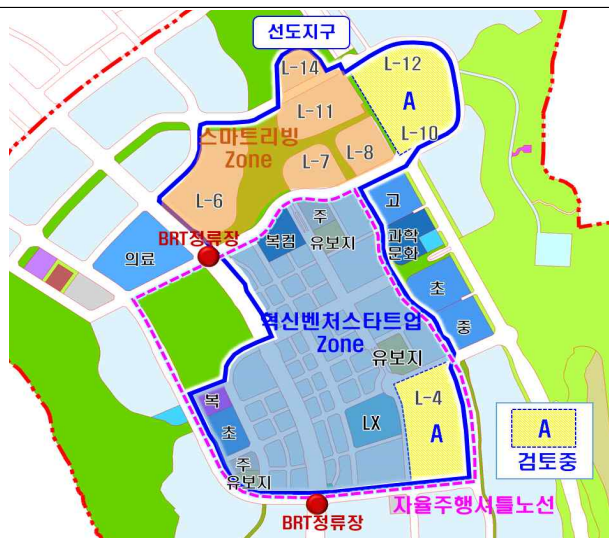 선도지구
L-14
L-12
A
L-11
스마트리빙
Zone
L-10
L-7
L-8
L-6
고
주
유보지
복컴
과학
문화
BRT정류장
의료
초
중
혁신벤처스타트업
Zone
유보지
L-4
A
복
초
LX
주
유보지
A
검토중
자율주행셔틀노선
BRT정류장